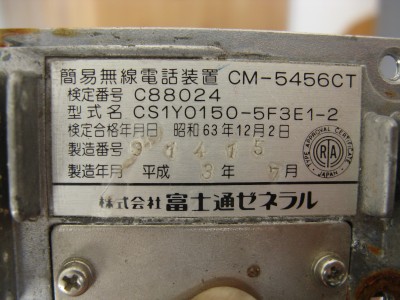 簡易無線電話装置 CM-5456CT
検定番号 C88024
型式名 CS1Y0150-5F3E1-2
検定合格年月日 昭和63年12月2日
製造番号
製造年月 平成 3年 月
株式会社 富士通ゼネラル
TYPE APPROVAL CERTIFICATE